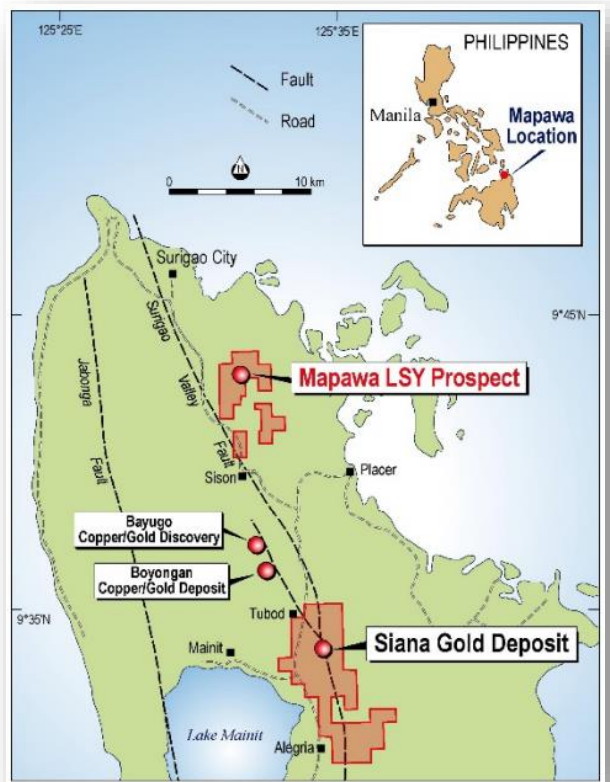 125°25'
125°35'
Fault
Road
0
10 km
PHILIPPINES
Manila
Mapawa
Location
Surigao City
9°45'
Surigao
Valley
Fault
Jabonga
Fault
Mapawa LSY Prospect
Sison
Placer
Bayugo
Copper/Gold Discovery
Boyongan
Copper/Gold Deposit
9°35'
Tubod
Mainit
Siana Gold Deposit
Lake Mainit
Alegria